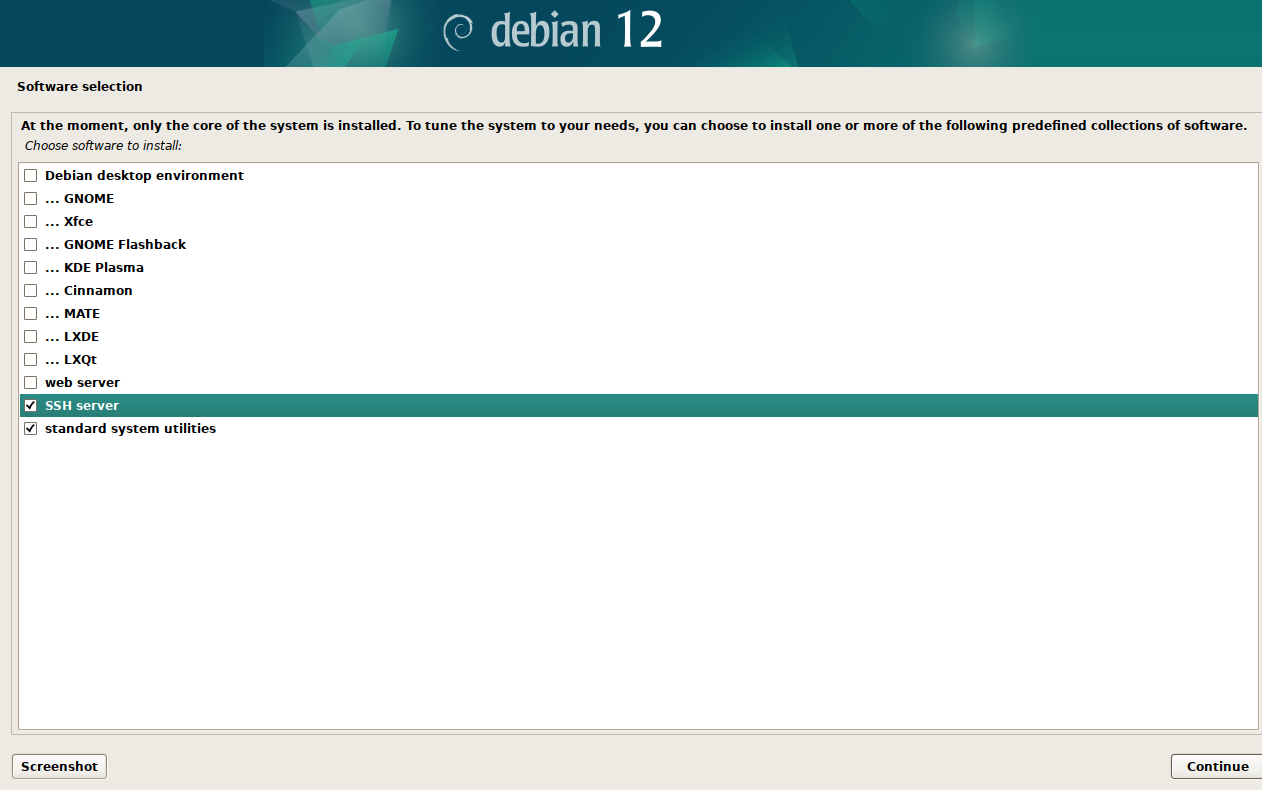 debian 12
Software selection
At the moment, only the core of the system is installed. To tune the system to your needs, you can choose to install one or more of the following predefined collections of software.
Choose software to install:
Debian desktop environment
... GNOME
... Xfce
... GNOME Flashback
... KDE Plasma
... Cinnamon
... MATE
... LXDE
... LXQt
web server
SSH server
standard system utilities
Screenshot
Continue